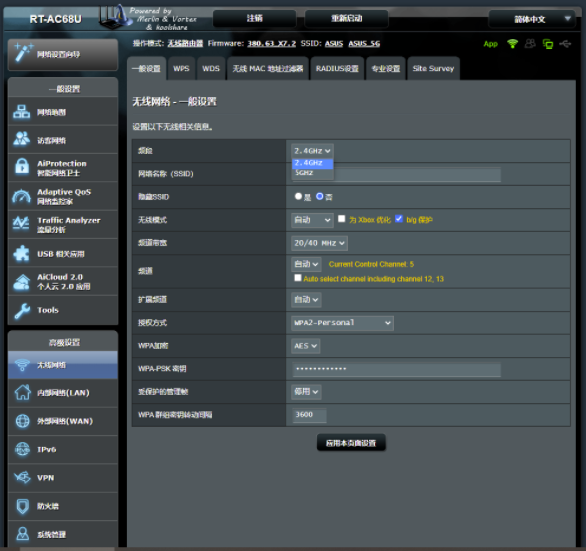 RT-AC68U
Powered by
Merlin & Vortex
& koolshare
注销
重新启动
简体中文
操作模式: 无线路由器 Firmware: 380.63_X7.2 SSID: ASUS ASUS_5G
App
网络设置向导
一般设置
网络地图
访客网络
AiProtection
智能网络卫士
Adaptive QoS
网络监控家
Traffic Analyzer
流量分析
USB 相关应用
AiCloud 2.0
个人云 2.0 应用
Tools
高级设置
无线网络
内部网络(LAN)
外部网络(WAN)
IPv6
VPN
防火墙
系统管理
一般设置 WPS WDS 无线 MAC 地址过滤器 RADIUS设置 专业设置 Site Survey
无线网络 - 一般设置
设置以下无线相关信息。
频段 2.4GHz
2.4GHz
5GHz
网络名称 (SSID)
隐藏SSID 是 否
无线模式 自动 为 Xbox 优化 b/g 保护
频道带宽 20/40 MHz
频道 自动 Current Control Channel: 5
Auto select channel including channel 12, 13
扩展频道 自动
授权方式 WPA2-Personal
WPA加密 AES
WPA-PSK 密钥 ••••••••••••
受保护的管理帧 停用
WPA 群组密钥转动间隔 3600
应用本页面设置